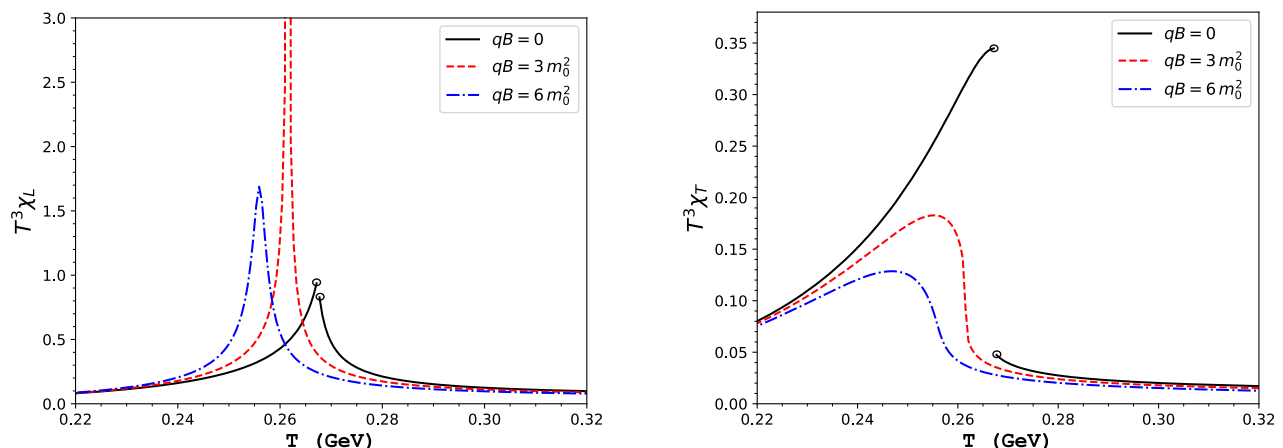 3.0
2.5
2.0
1.5
1.0
0.5
0.0
T³χ_L
qB = 0
qB = 3 m₀²
qB = 6 m₀²
0.22 0.24 0.26 0.28 0.30 0.32
T (GeV)
0.35
0.30
0.25
0.20
0.15
0.10
0.05
0.00
T³χ_T
qB = 0
qB = 3 m₀²
qB = 6 m₀²
0.22 0.24 0.26 0.28 0.30 0.32
T (GeV)